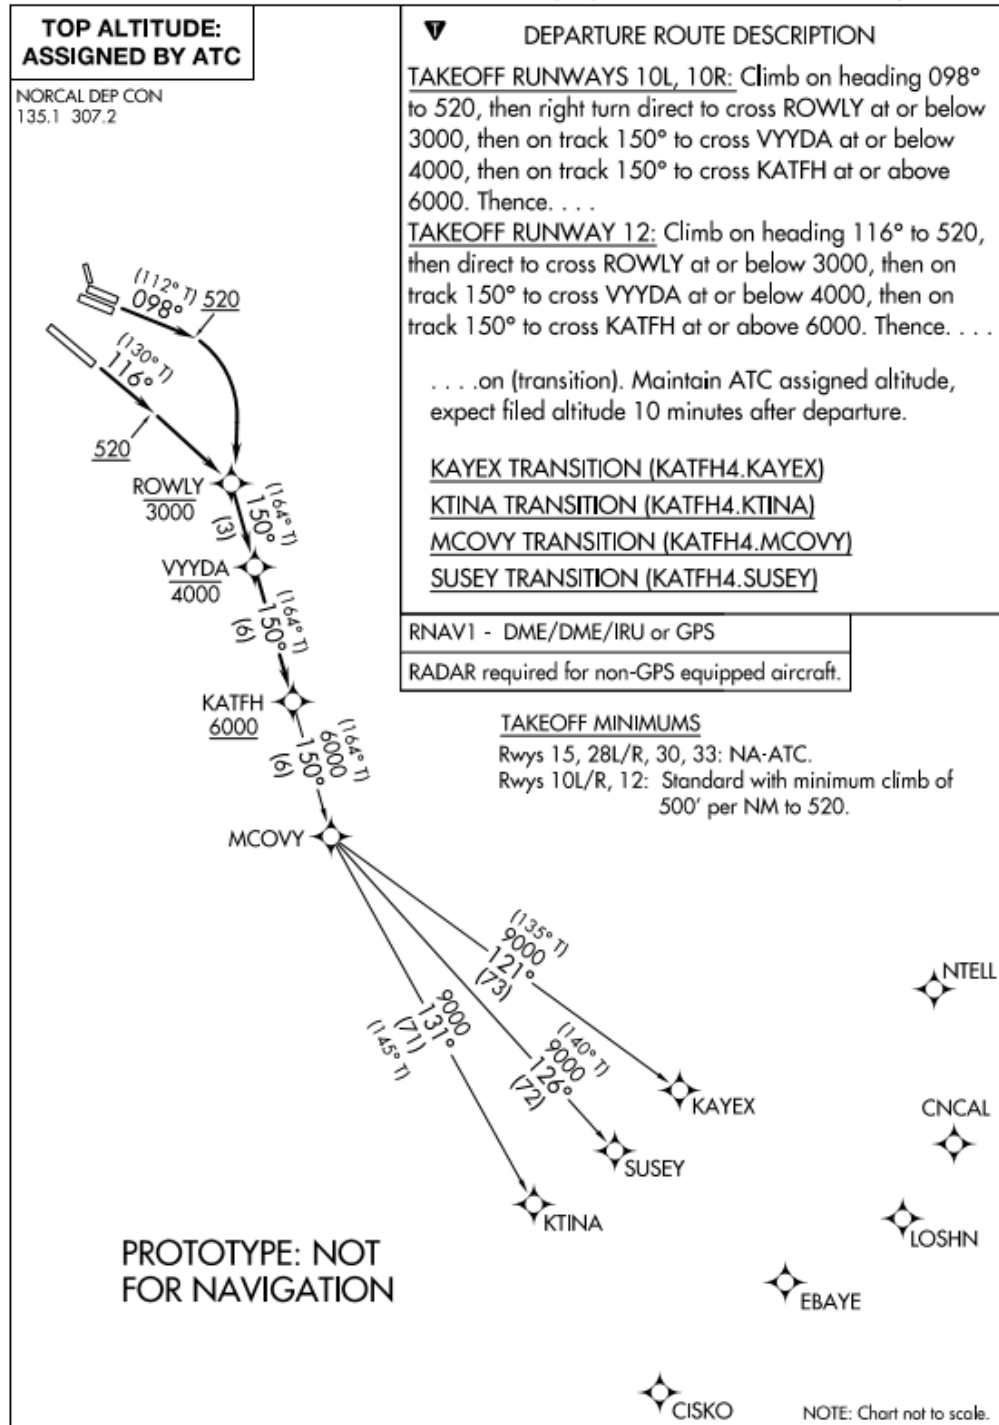 TOP ALTITUDE:
ASSIGNED BY ATC
NORCAL DEP CON
135.1 307.2
T
DEPARTURE ROUTE DESCRIPTION
TAKEOFF RUNWAYS 10L, 10R: Climb on heading 098°
to 520, then right turn direct to cross ROWLY at or below
3000, then on track 150° to cross VYYDA at or below
4000, then on track 150° to cross KATFH at or above
6000. Thence. . . .
TAKEOFF RUNWAY 12: Climb on heading 116° to 520,
then direct to cross ROWLY at or below 3000, then on
track 150° to cross VYYDA at or below 4000, then on
track 150° to cross KATFH at or above 6000. Thence. . . .
. . . .on (transition). Maintain ATC assigned altitude,
expect filed altitude 10 minutes after departure.
KAYEX TRANSITION (KATFH4.KAYEX)
KTINA TRANSITION (KATFH4.KTINA)
MCOVY TRANSITION (KATFH4.MCOVY)
SUSEY TRANSITION (KATFH4.SUSEY)
RNAV1 - DME/DME/IRU or GPS
RADAR required for non-GPS equipped aircraft.
TAKEOFF MINIMUMS
Rwys 15, 28L/R, 30, 33: NA-ATC.
Rwys 10L/R, 12: Standard with minimum climb of
500' per NM to 520.
(112° T)
098°
520
(130° T)
116°
520
ROWLY
3000
(164° T)
150°
(3)
VYYDA
4000
(164° T)
150°
(6)
KATFH
6000
(164° T)
6000
150°
(6)
MCOVY
(135° T)
9000
121°
(73)
(140° T)
9000
126°
(72)
9000
131°
(71)
(145° T)
NTELL
KAYEX
CNCAL
SUSEY
KTINA
LOSHN
PROTOTYPE: NOT
FOR NAVIGATION
EBAYE
CISKO
NOTE: Chart not to scale.